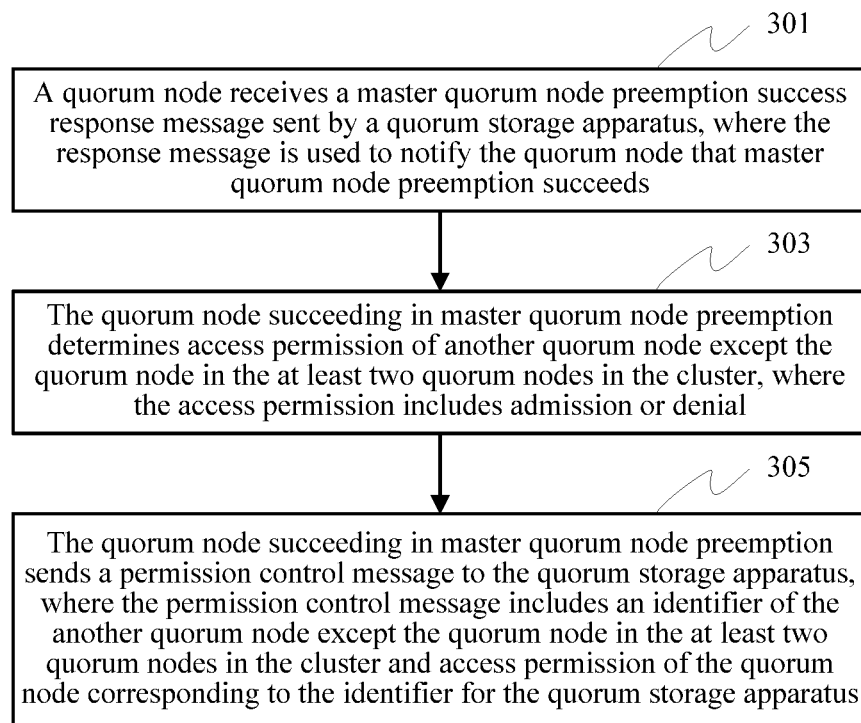 301
A quorum node receives a master quorum node preemption success
response message sent by a quorum storage apparatus, where the
response message is used to notify the quorum node that master
quorum node preemption succeeds
303
The quorum node succeeding in master quorum node preemption
determines access permission of another quorum node except the
quorum node in the at least two quorum nodes in the cluster, where
the access permission includes admission or denial
305
The quorum node succeeding in master quorum node preemption
sends a permission control message to the quorum storage apparatus,
where the permission control message includes an identifier of the
another quorum node except the quorum node in the at least two
quorum nodes in the cluster and access permission of the quorum
node corresponding to the identifier for the quorum storage apparatus